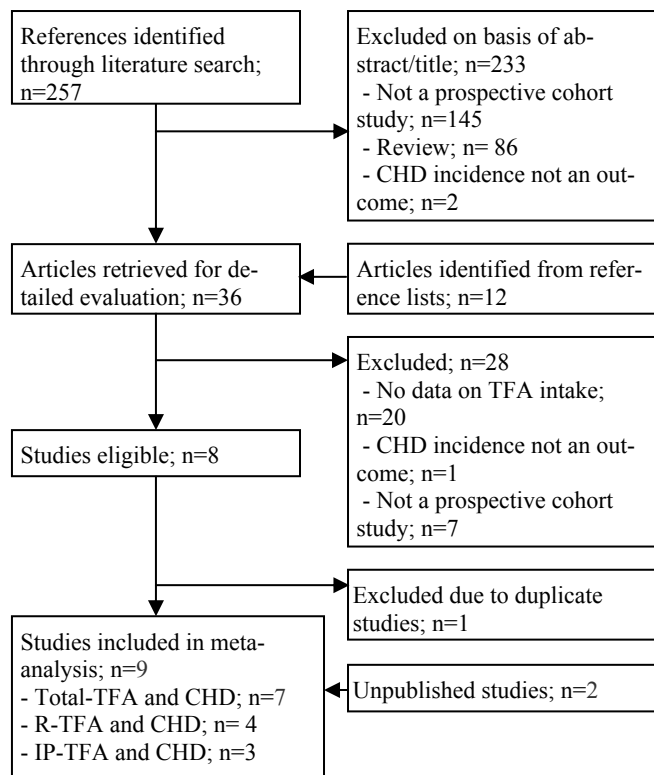 References identified
through literature search;
n=257
Excluded on basis of ab-
stract/title; n=233
- Not a prospective cohort
study; n=145
- Review; n= 86
- CHD incidence not an out-
come; n=2
Articles retrieved for de-
tailed evaluation; n=36
Articles identified from refer-
ence lists; n=12
Excluded; n=28
- No data on TFA intake;
n=20
- CHD incidence not an out-
come; n=1
- Not a prospective cohort
study; n=7
Studies eligible; n=8
Excluded due to duplicate
studies; n=1
Studies included in meta-
analysis; n=9
- Total-TFA and CHD; n=7
- R-TFA and CHD; n= 4
- IP-TFA and CHD; n=3
Unpublished studies; n=2